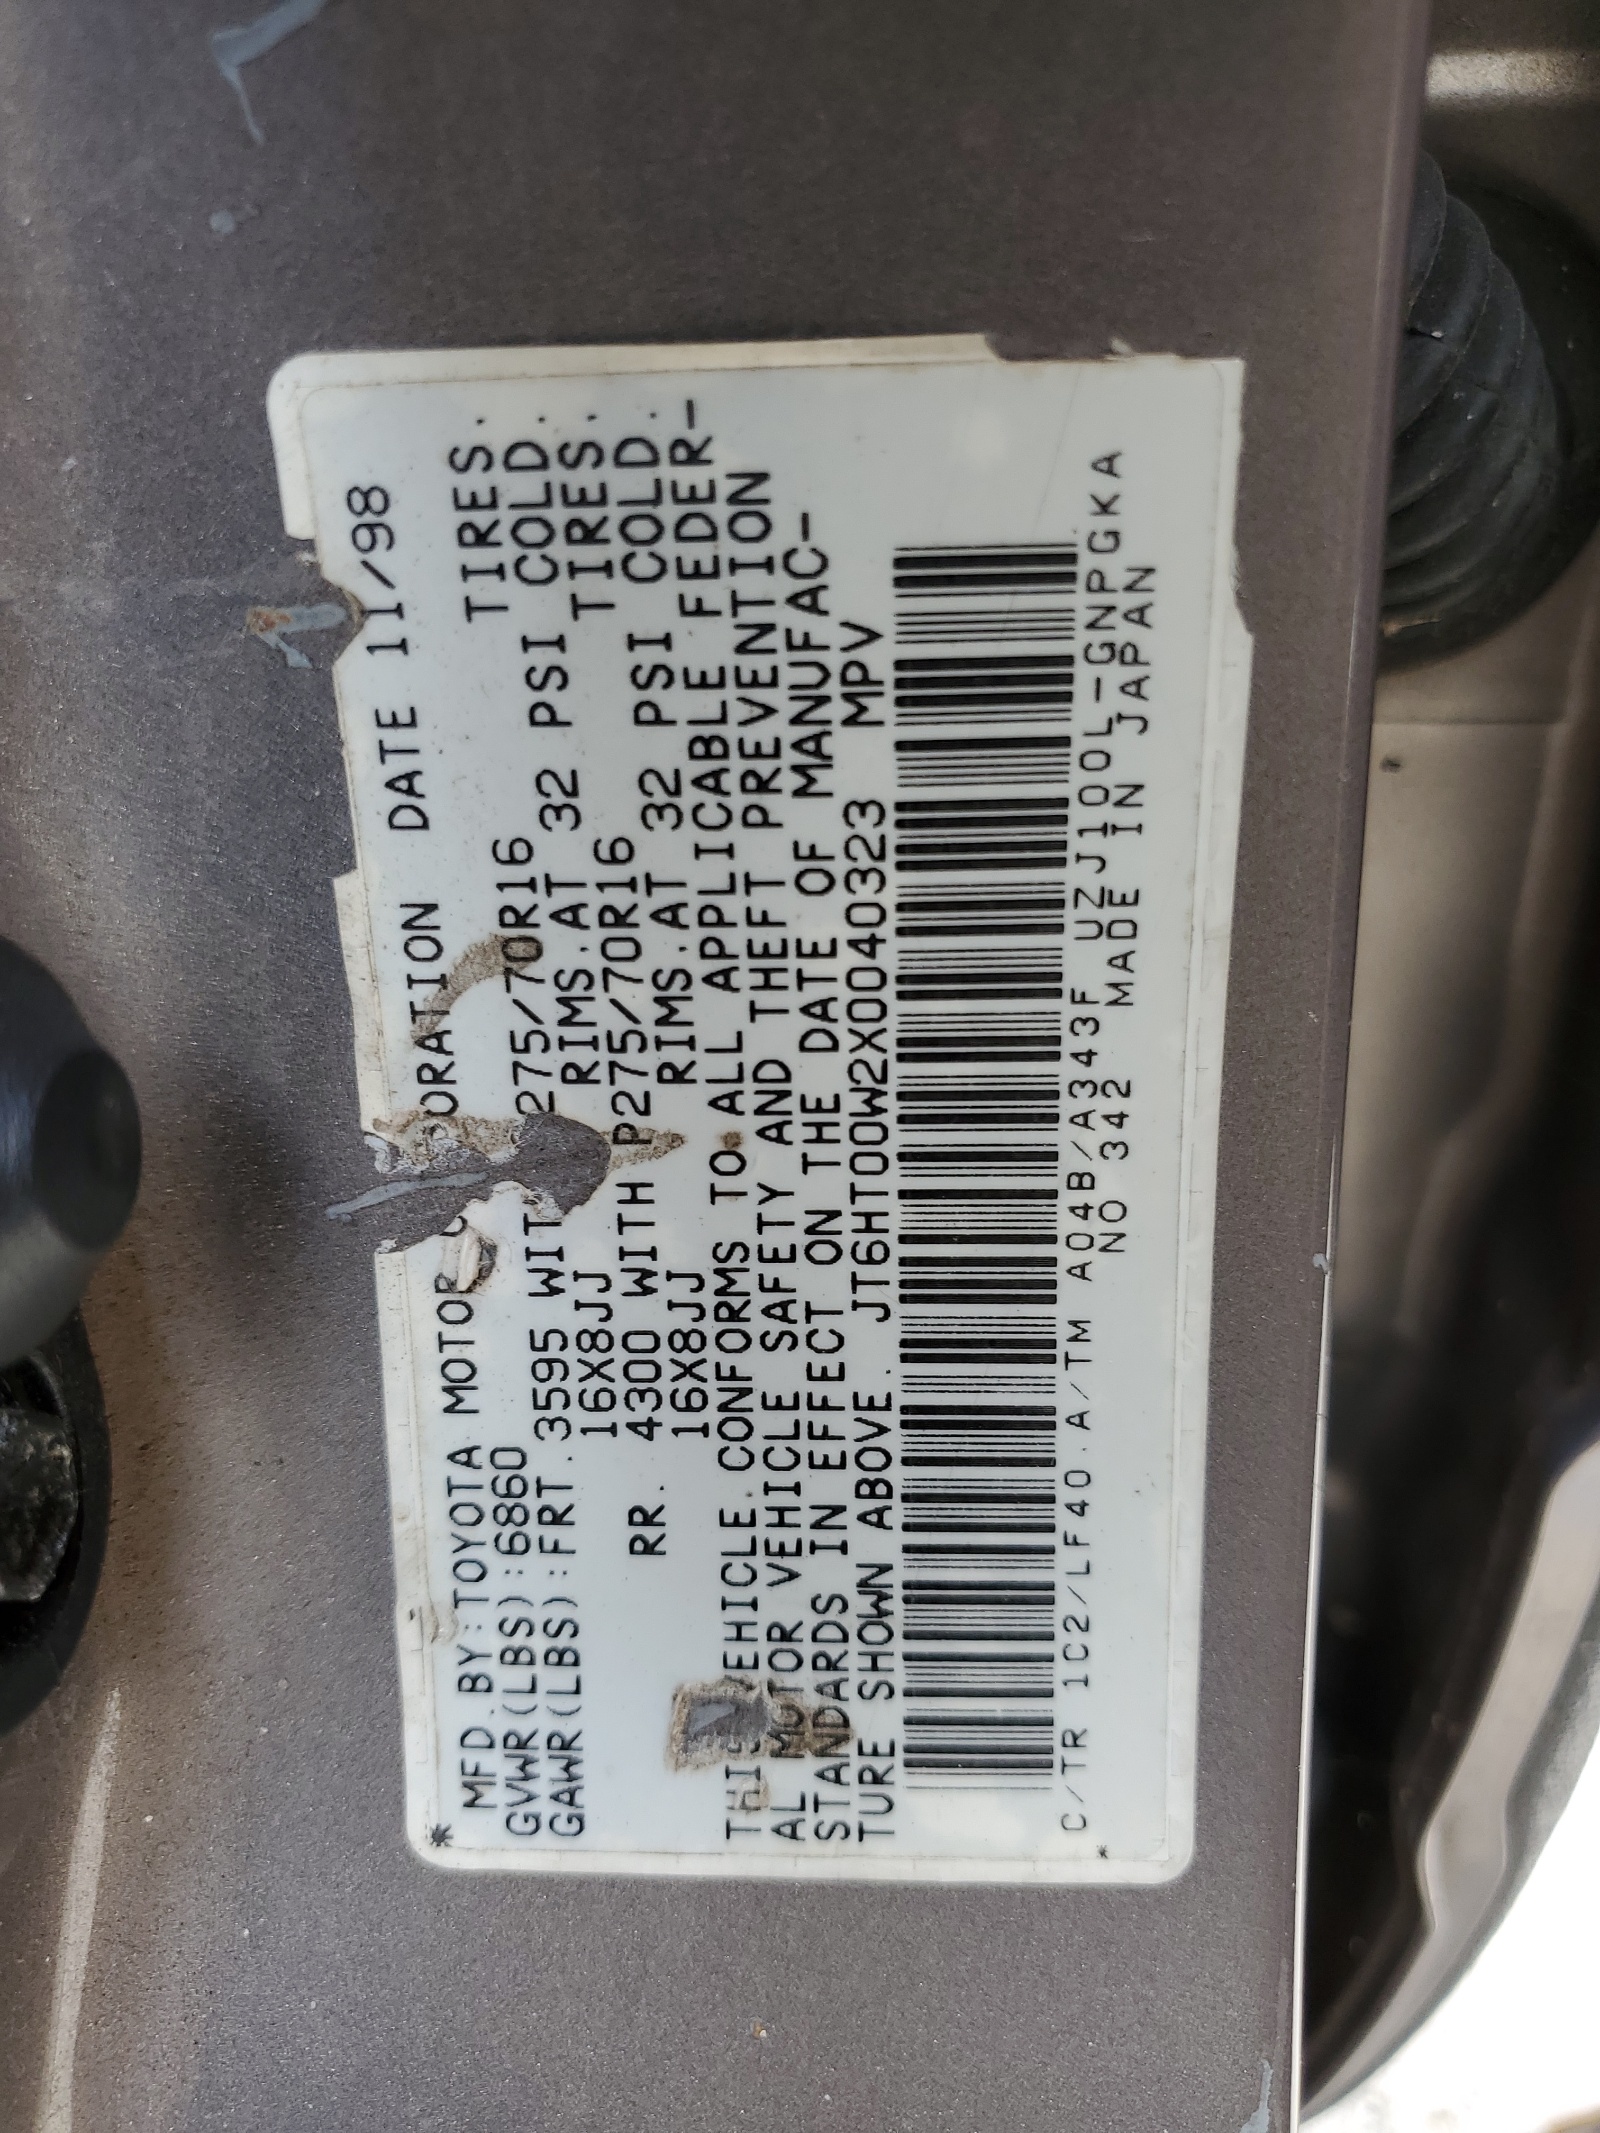 MFD.BY:TOYOTA MOTOR ORATION DATE 11/98
GVWR(LBS):6860
GAWR(LBS):FRT.3595 WITH 275/70R16 TIRES.
16X8JJ RIMS.AT 32 PSI COLD.
RR. 4300 WITH P275/70R16 TIRES.
16X8JJ RIMS.AT 32 PSI COLD.
THIS VEHICLE CONFORMS TO ALL APPLICABLE FEDER-
AL MOTOR VEHICLE SAFETY AND THEFT PREVENTION
STANDARDS IN EFFECT ON THE DATE OF MANUFAC-
TURE SHOWN ABOVE. JT6HT00W2X0040323 MPV
C/TR 1C2/LF40.A/TM A04B/A343F UZJ100L-GNPGKA
NO 342 MADE IN JAPAN